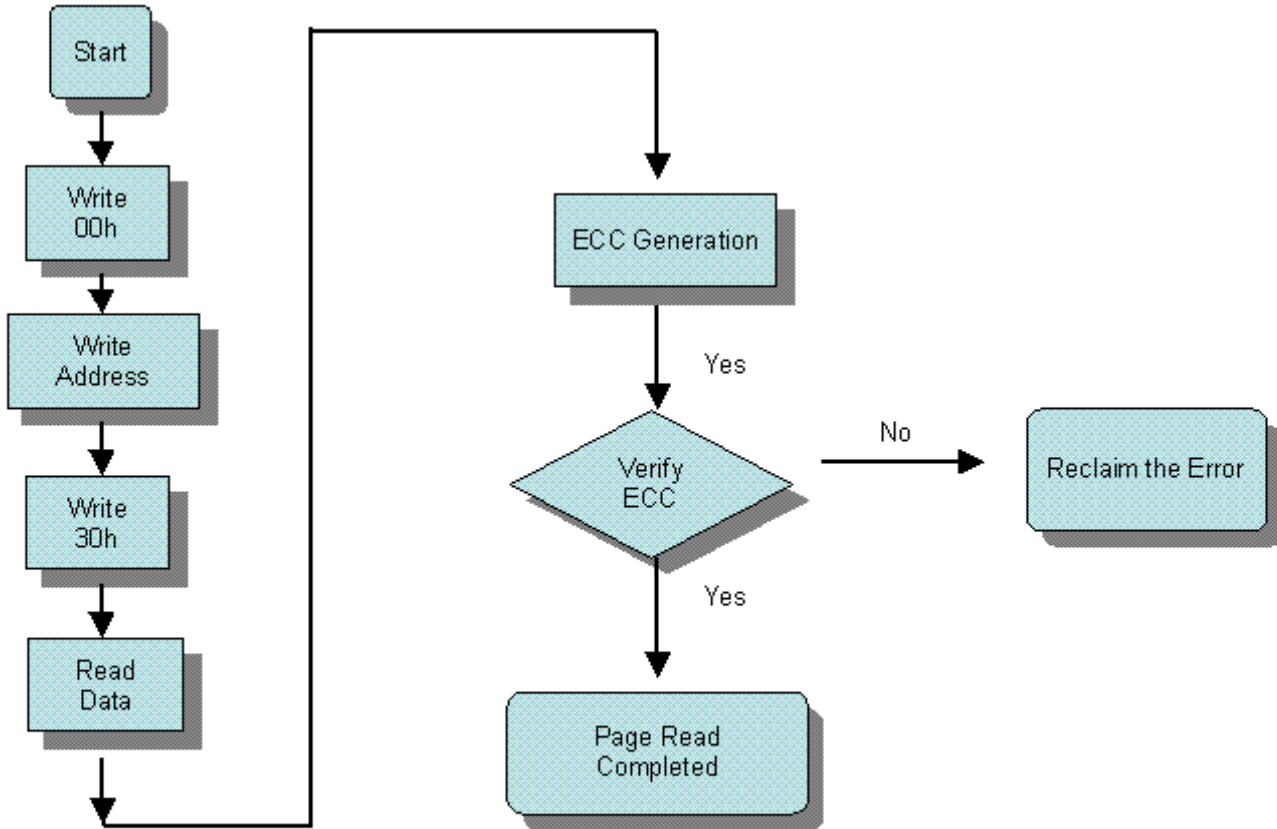 Start
Write
00h
Write
Address
Write
30h
Read
Data
ECC Generation
Yes
Verify
ECC
No
Reclaim the Error
Yes
Page Read
Completed